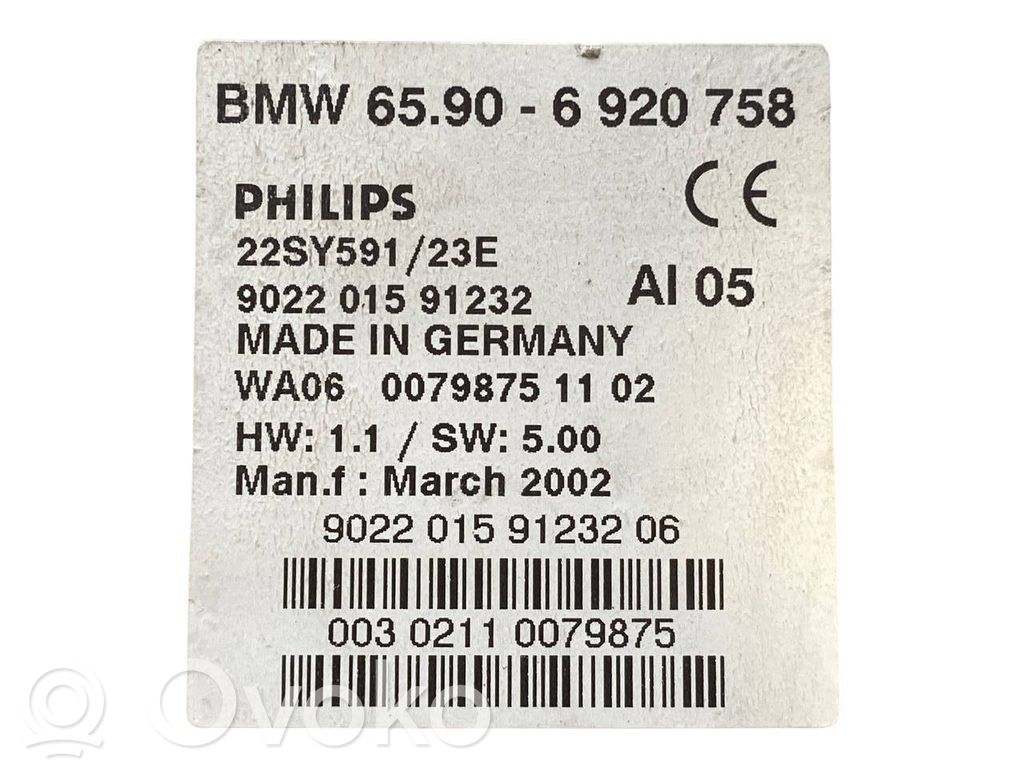 BMW 65.90 - 6 920 758
PHILIPS
CE
22SY591/23E
AI 05
9022 015 91232
MADE IN GERMANY
WA06 0079875 11 02
HW: 1.1 / SW: 5.00
Man.f : March 2002
9022 015 91232 06
003 0211 0079875
Ovoko